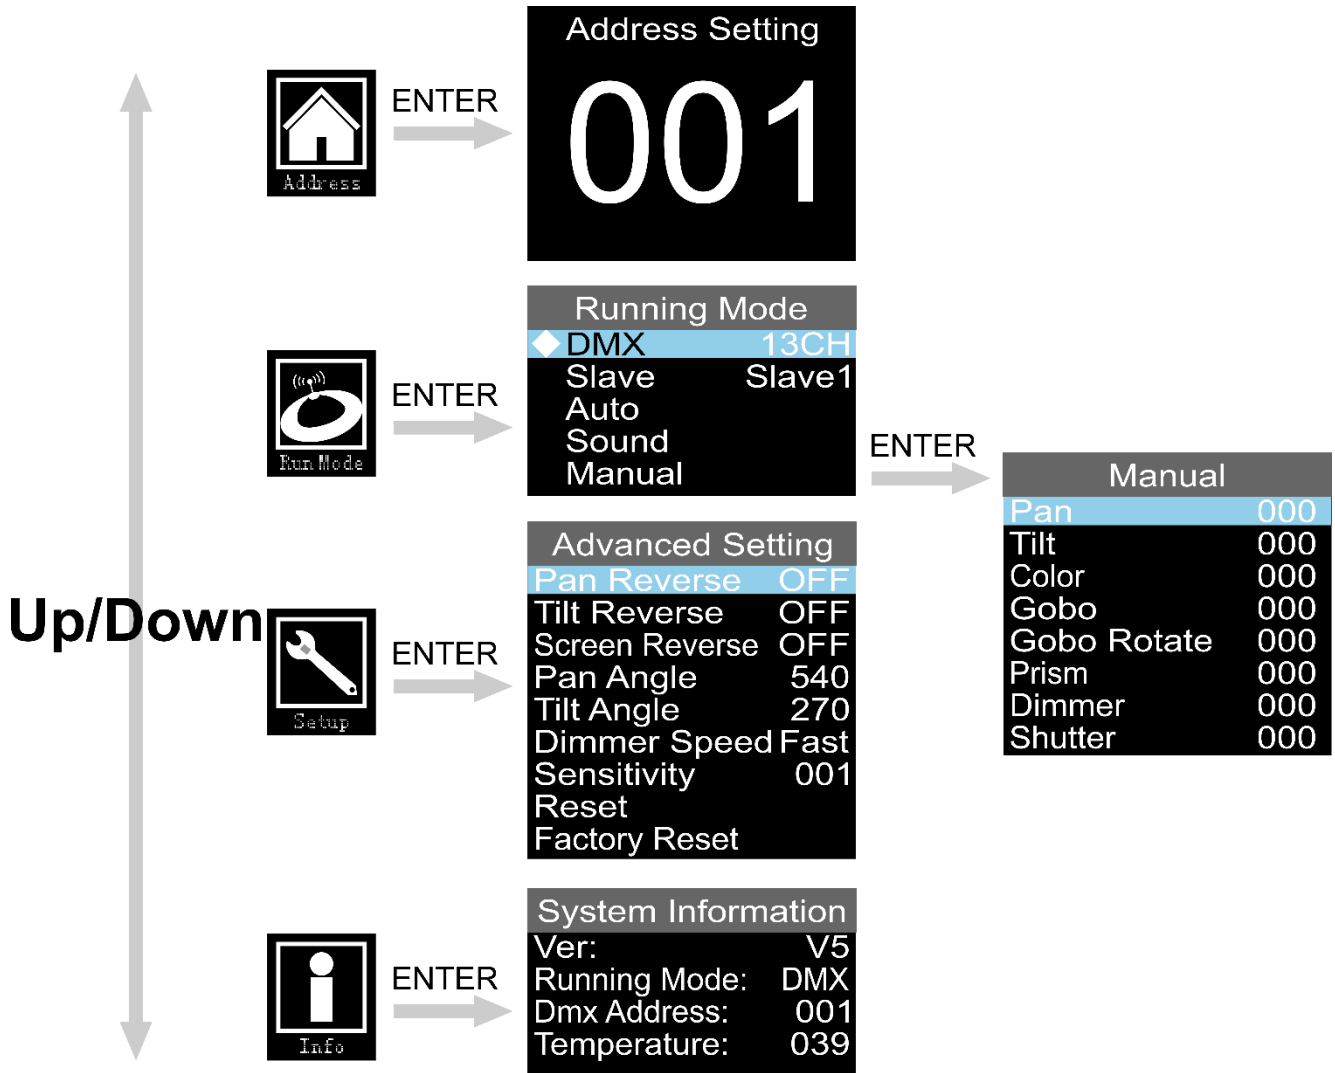 Address Setting
001
ENTER
Address
Running Mode
DMX 13CH
Slave Slave1
Auto
Sound
Manual
ENTER
Run Mode
ENTER
Manual
Pan 000
Tilt 000
Color 000
Gobo 000
Gobo Rotate 000
Prism 000
Dimmer 000
Shutter 000
Up/Down
Advanced Setting
Pan Reverse OFF
Tilt Reverse OFF
Screen Reverse OFF
Pan Angle 540
Tilt Angle 270
Dimmer Speed Fast
Sensitivity 001
Reset
Factory Reset
ENTER
Setup
System Information
Ver: V5
Running Mode: DMX
Dmx Address: 001
Temperature: 039
ENTER
Info